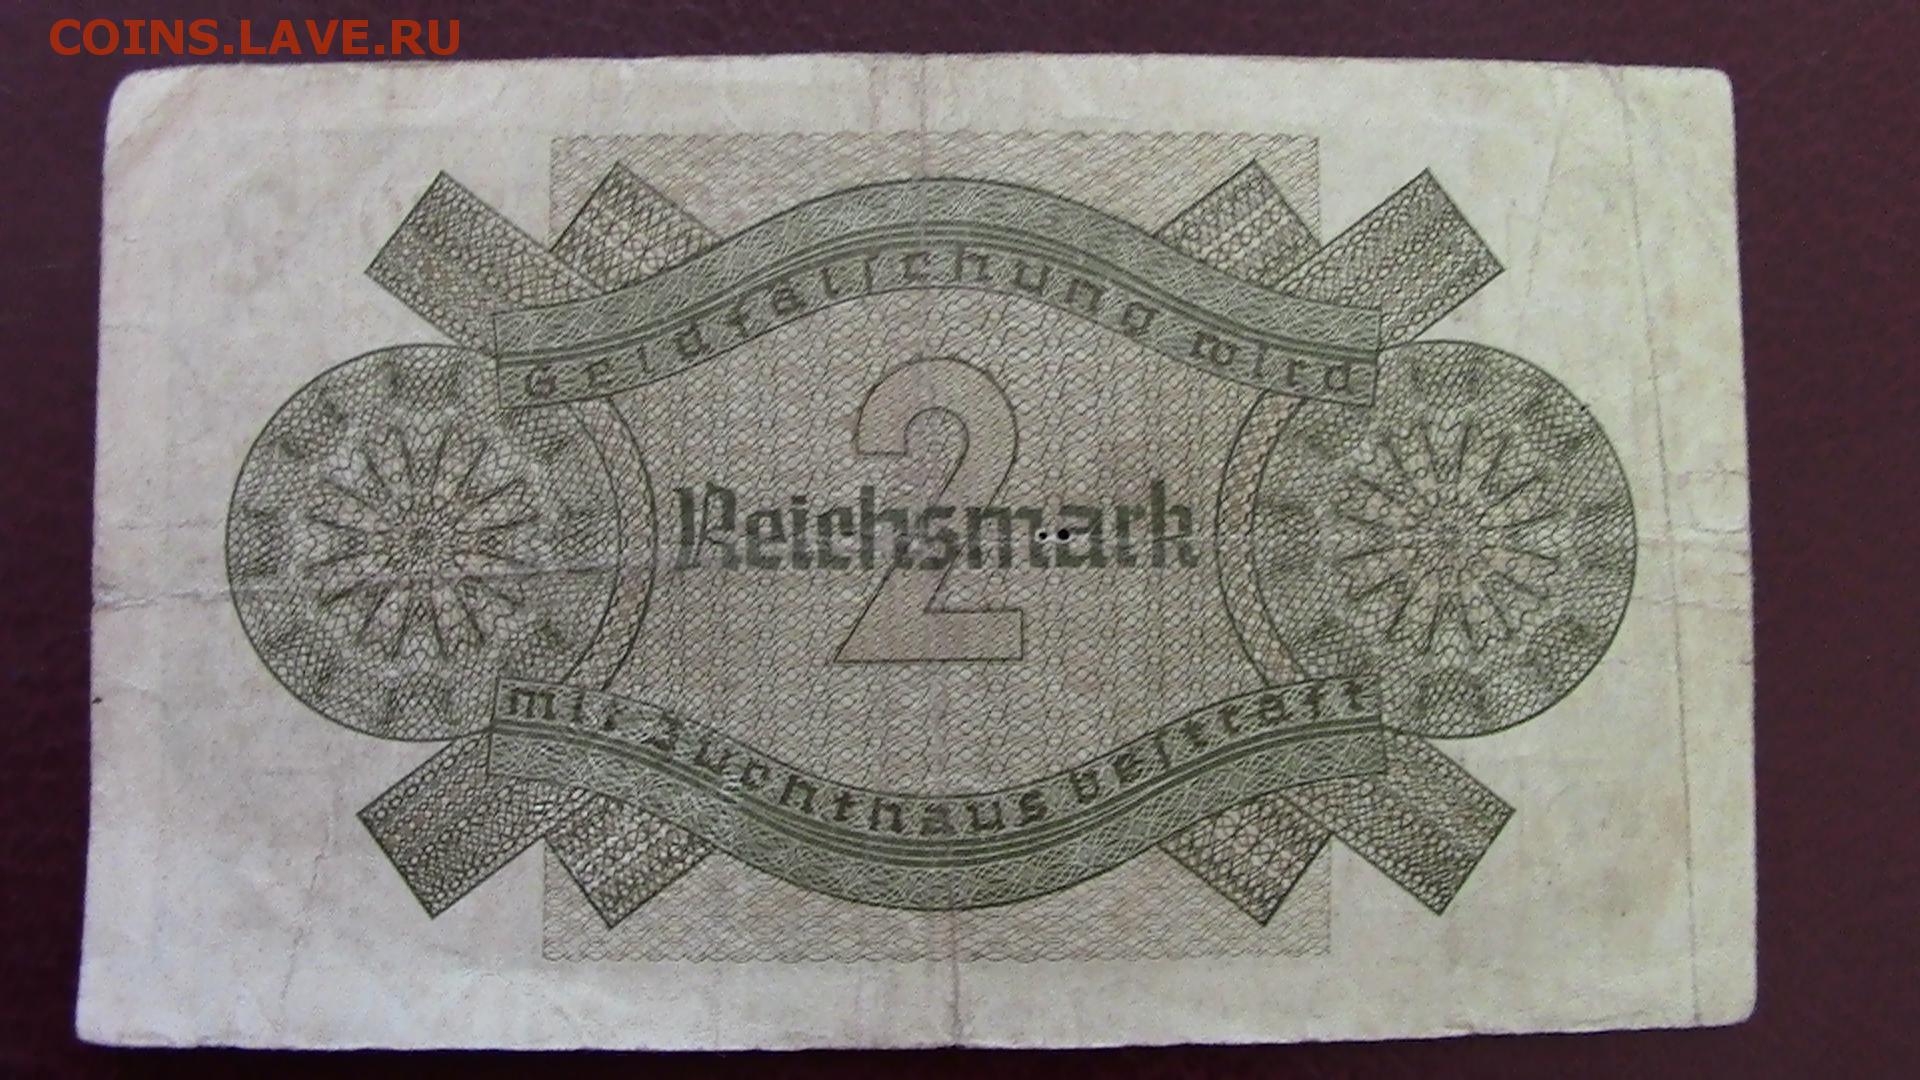 COINS.LAVE.RU
Geldfälschung wird
2
Reichsmark
mit Zuchthaus bestraft